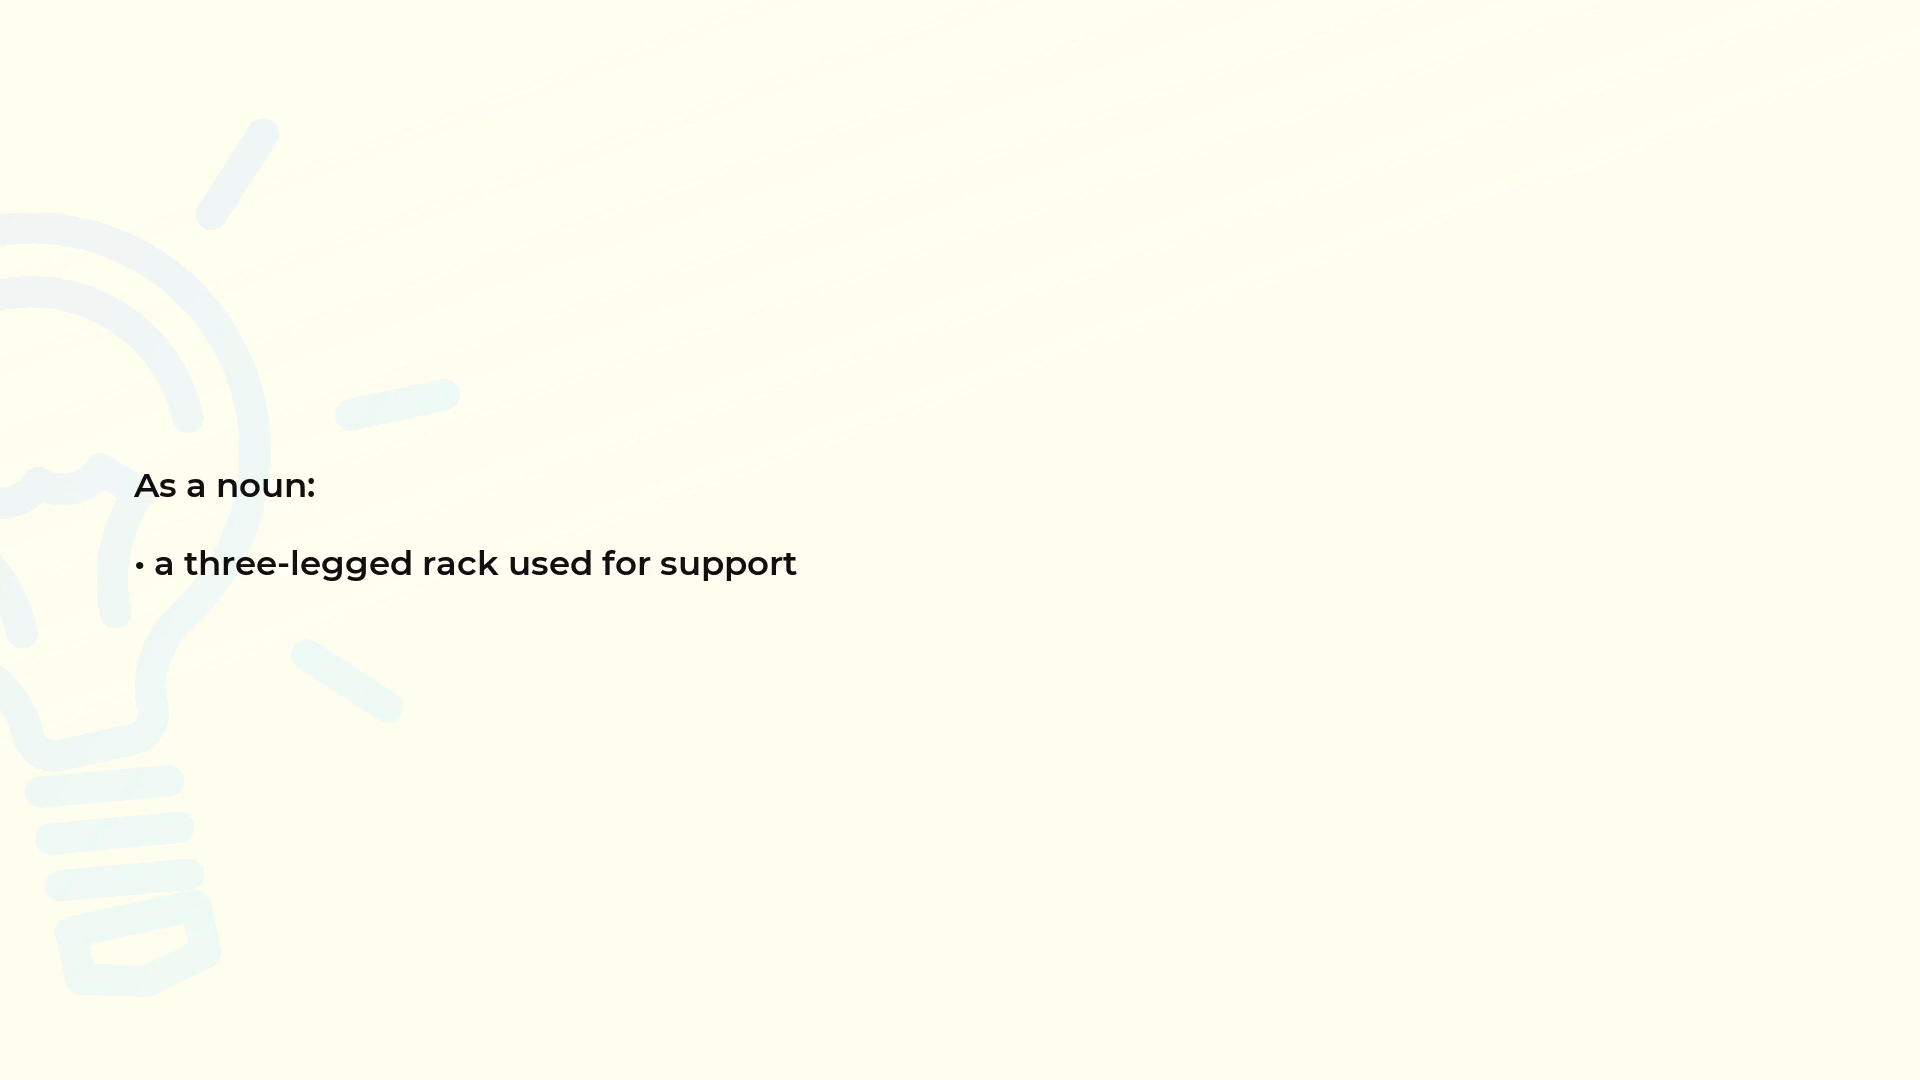 As a noun:
• a three-legged rack used for support